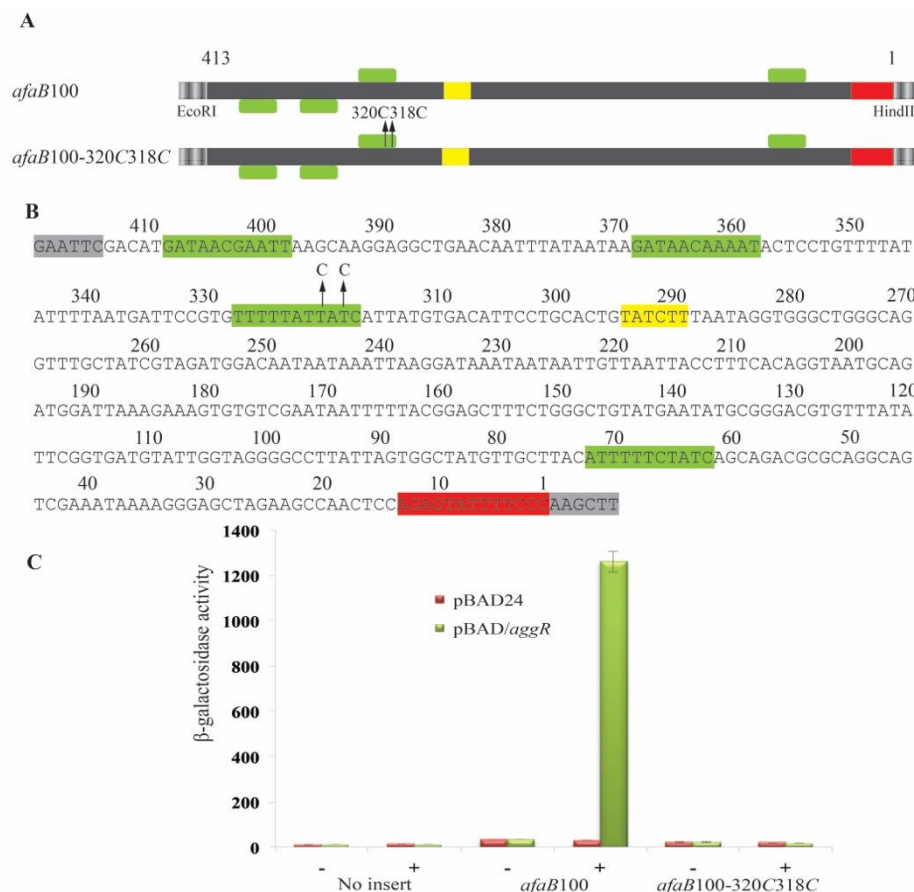 A
413 1
afaB100
EcoRI HindII
320C318C
afaB100-320C318C
B
410 400 390 380 370 360 350
GAATTCGACATGATAACGAATTAAGCAAGGAGGCTGAACAATTTATAATAAGATAACAAAATACTCCTGTTTTAT
C C
340 330 310 300 290 280 270
ATTTTAATGATTCCGTGTTTTTATTATCATTATGTGACATTCCTGCACTGTATCTTTAATAGGTGGGCTGGGCAG
260 250 240 230 220 210 200
GTTTGCTATCGTAGATGGACAATAATAAATTAAGGATAAATAATAATTGTTAATTACCTTTCACAGGTAATGCAG
190 180 170 160 150 140 130 120
ATGGATTAAAGAAAGTGTGTCGAATAATTTTTACGGAGCTTTCTGGGCTGTATGAATATGCGGGACGTGTTTATA
110 100 90 80 70 60 50
TTCGGTGATGTATTGGTAGGGGCCTTATTAGTGGCTATGTTGCTTACATTTTTCTATCAGCAGACGCGCAGGCAG
40 30 20 10 1
TCGAAATAAAAGGGAGCTAGAAGCCAACTCC AAGCTT
C
1400
1200
1000
800
600
400
200
0
β-galactosidase activity
pBAD24
pBAD/aggR
- + - + - +
No insert afaB100 afaB100-320C318C